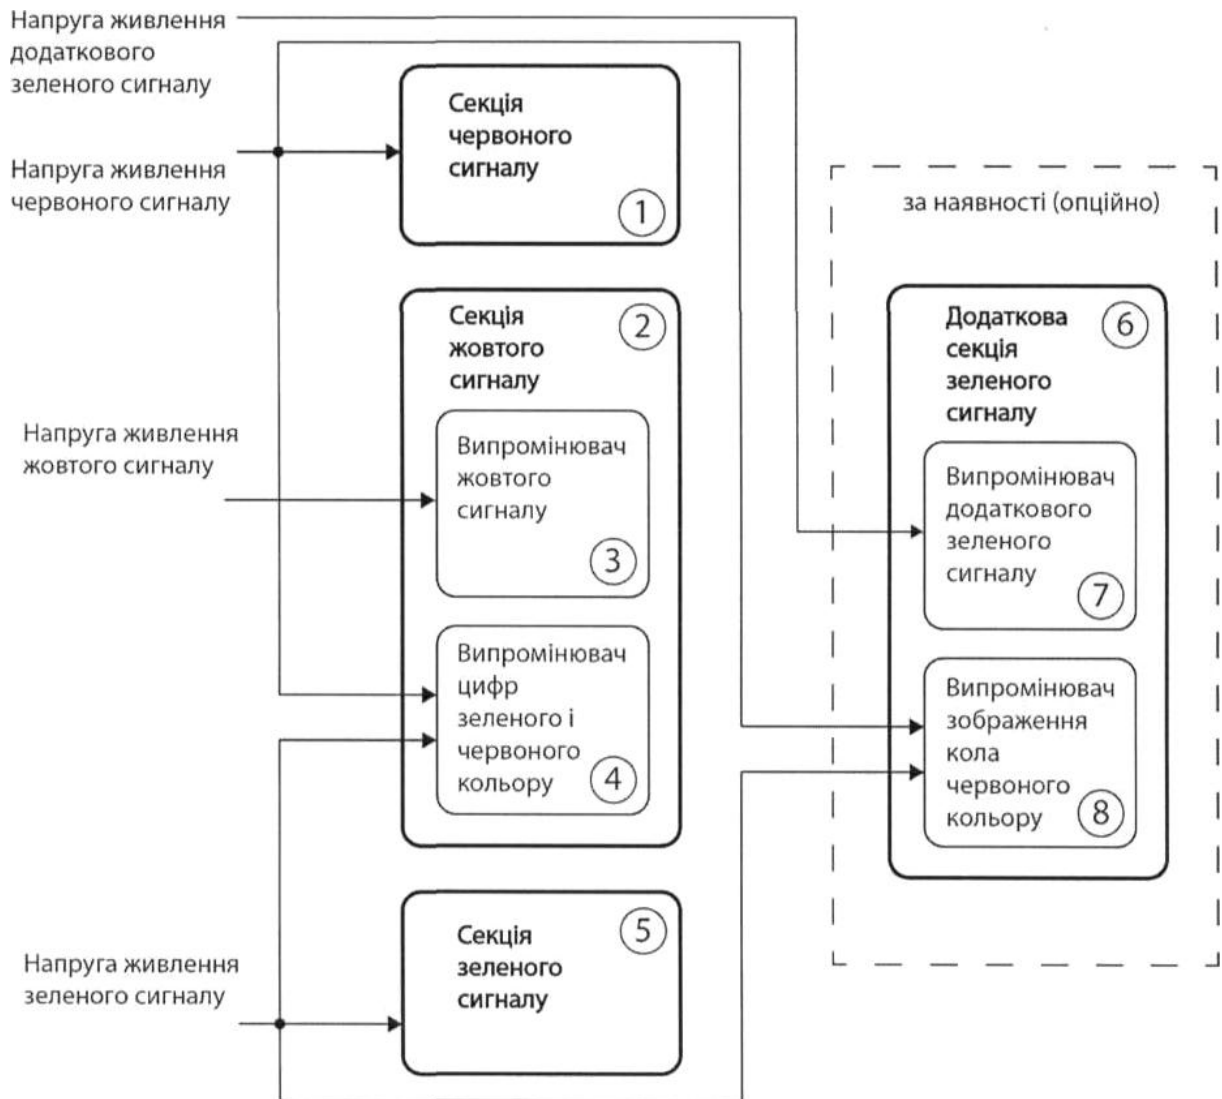 Напруга живлення
додаткового
зеленого сигналу
Напруга живлення
червоного сигналу
Секція
червоного
сигналу
1
за наявності (опційно)
Секція
жовтого
сигналу
2
Напруга живлення
жовтого сигналу
Випромінювач
жовтого
сигналу
3
Випромінювач
цифр
зеленого і
червоного
кольору
4
Додаткова
секція
зеленого
сигналу
6
Випромінювач
додаткового
зеленого
сигналу
7
Випромінювач
зображення
кола
червоного
кольору
8
Напруга живлення
зеленого сигналу
Секція
зеленого
сигналу
5